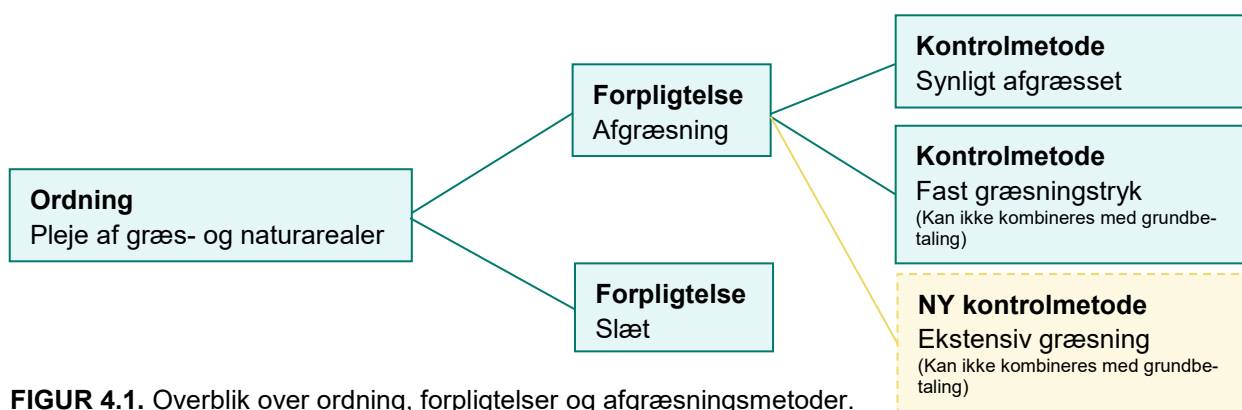 Ordning
Pleje af græs- og naturarealer
Forpligtelse
Afgræsning
Forpligtelse
Slæt
Kontrolmetode
Synligt afgræsset
Kontrolmetode
Fast græsningstryk
(Kan ikke kombineres med grundbe-
taling)
NY kontrolmetode
Ekstensiv græsning
(Kan ikke kombineres med grundbe-
taling)
FIGUR 4.1. Overblik over ordning, forpligtelser og afgræsningsmetoder.